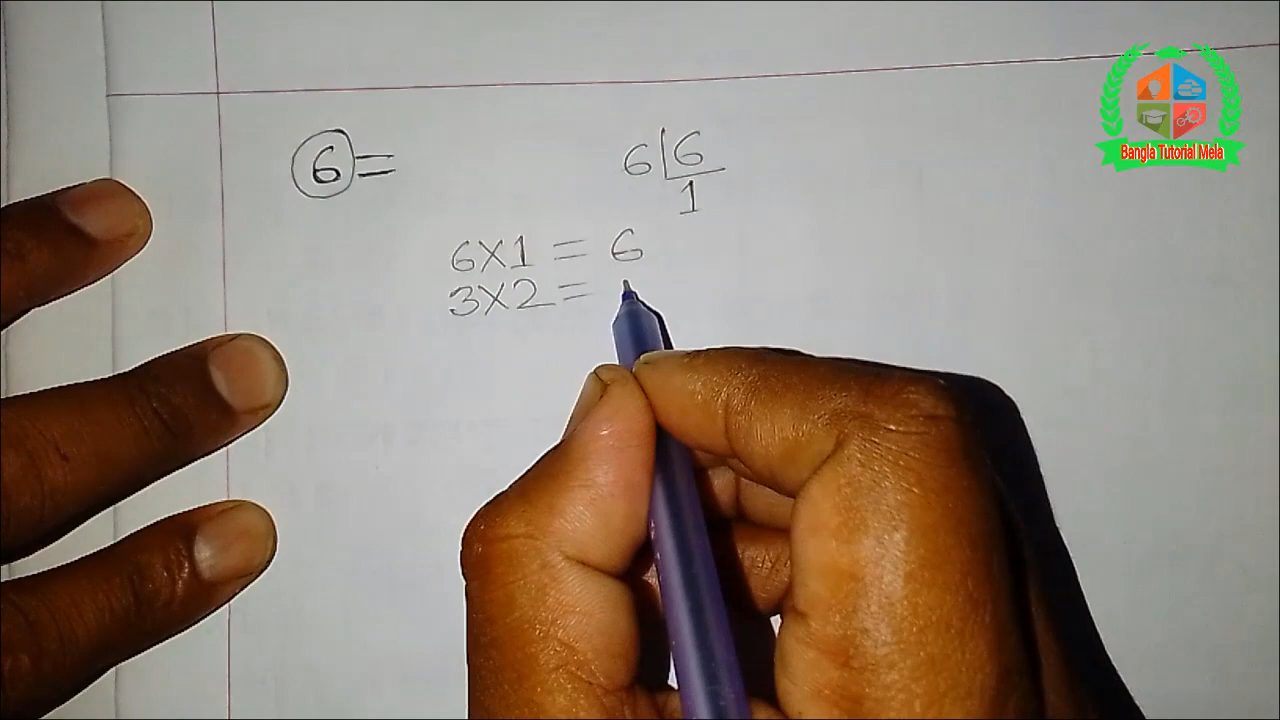 6=
6|6
1
6X1 = 6
3X2 =
Bangla Tutorial Mela